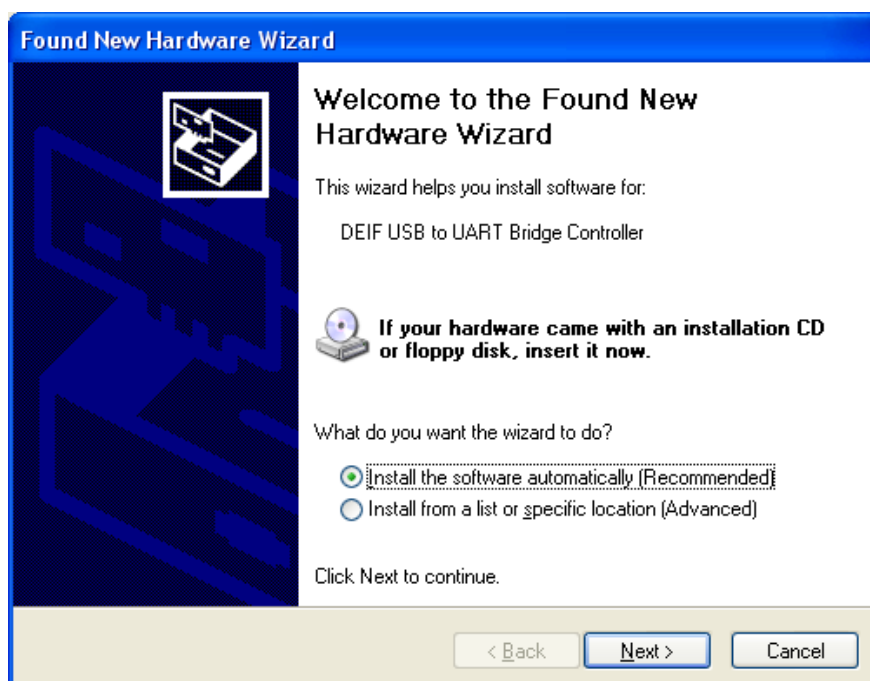 Found New Hardware Wizard
Welcome to the Found New
Hardware Wizard
This wizard helps you install software for:
DEIF USB to UART Bridge Controller
If your hardware came with an installation CD
or floppy disk, insert it now.
What do you want the wizard to do?
Install the software automatically (Recommended)
Install from a list or specific location (Advanced)
Click Next to continue.
< Back Next > Cancel